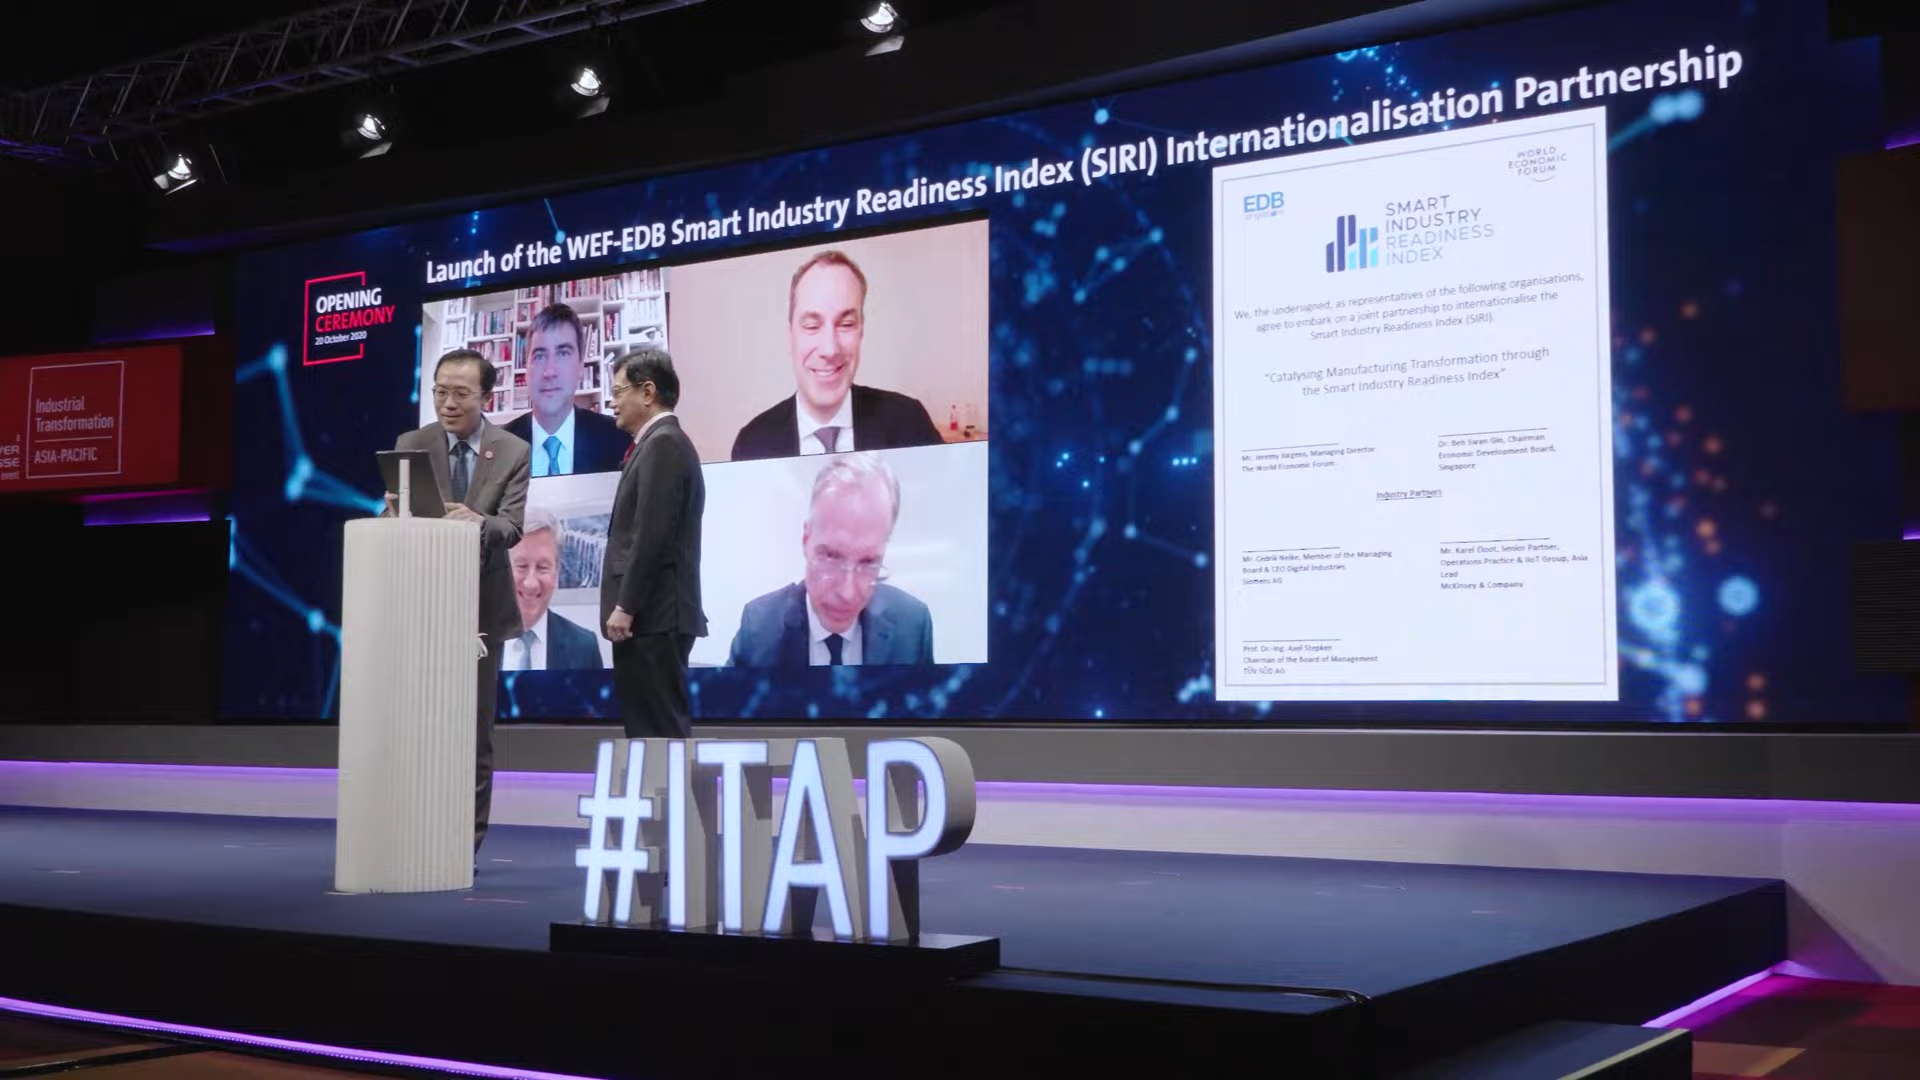 Launch of the WEF-EDB Smart Industry Readiness Index (SIRI) Internationalisation Partnership
OPENING
CEREMONY
20 October 2020
Industrial
Transformation
ASIA-PACIFIC
EDB
WORLD
ECONOMIC
FORUM
SMART
INDUSTRY
READINESS
INDEX
We, the undersigned, as representatives of the following organisations,
agree to embark on a joint partnership to internationalise the
Smart Industry Readiness Index (SIRI).
"Catalysing Manufacturing Transformation through
the Smart Industry Readiness Index"
Mr. Jeremy Jurgens, Managing Director
The World Economic Forum.
Dr. Beh Swan Gin, Chairman
Economic Development Board,
Singapore
Industry Partners
Mr. Cedrik Neike, Member of the Managing
Board & CEO Digital Industries
Siemens AG
Mr. Karel Eloot, Senior Partner,
Operations Practice & IIoT Group, Asia
Lead
McKinsey & Company
Prof. Dr.-Ing. Axel Stepken
Chairman of the Board of Management
TÜV SÜD AG
#ITAP